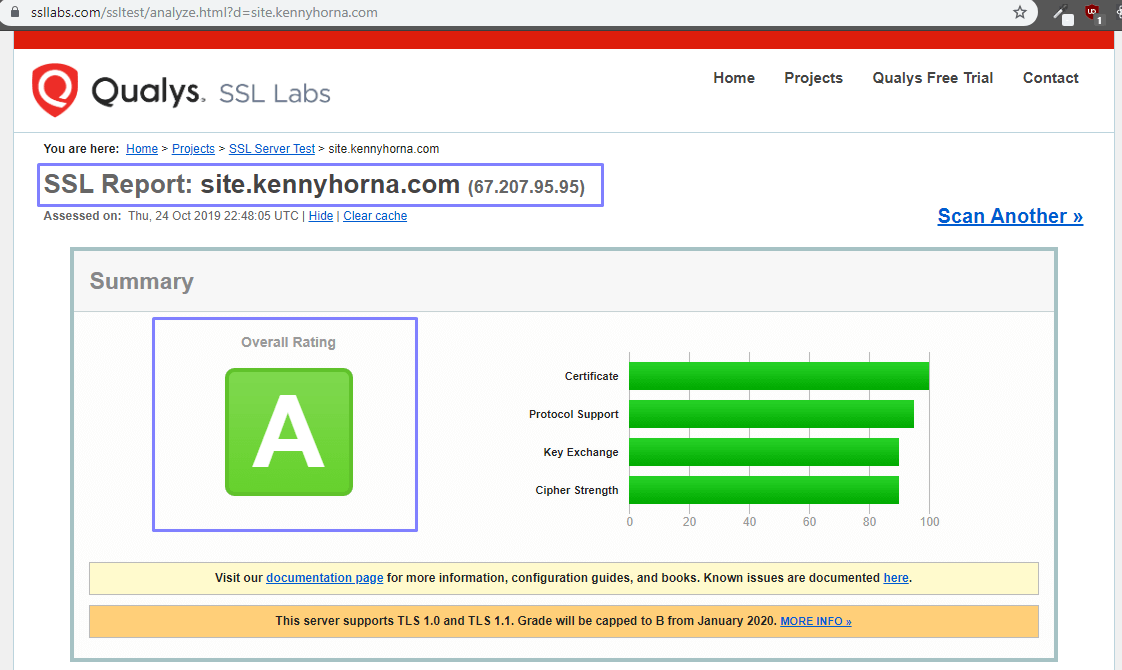 ssllabs.com/ssltest/analyze.html?d=site.kennyhorna.com
1
Qualys. SSL Labs
Home Projects Qualys Free Trial Contact
You are here: Home > Projects > SSL Server Test > site.kennyhorna.com
SSL Report: site.kennyhorna.com (67.207.95.95)
Assessed on: Thu, 24 Oct 2019 22:48:05 UTC | Hide | Clear cache
Scan Another »
Summary
Overall Rating
A
Certificate
Protocol Support
Key Exchange
Cipher Strength
0 20 40 60 80 100
Visit our documentation page for more information, configuration guides, and books. Known issues are documented here.
This server supports TLS 1.0 and TLS 1.1. Grade will be capped to B from January 2020. MORE INFO »